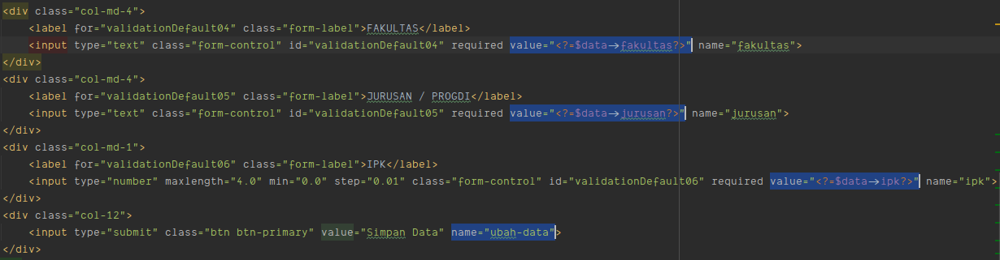 <div class="col-md-4">
<label for="validationDefault04" class="form-label">FAKULTAS</label>
<input type="text" class="form-control" id="validationDefault04" required value="<?=$data->fakultas?>" name="fakultas">
</div>
<div class="col-md-4">
<label for="validationDefault05" class="form-label">JURUSAN / PROGDI</label>
<input type="text" class="form-control" id="validationDefault05" required value="<?=$data->jurusan?>" name="jurusan">
</div>
<div class="col-md-1">
<label for="validationDefault06" class="form-label">IPK</label>
<input type="number" maxlength="4.0" min="0.0" step="0.01" class="form-control" id="validationDefault06" required value="<?=$data->ipk?>" name="ipk">
</div>
<div class="col-12">
<input type="submit" class="btn btn-primary" value="Simpan Data" name="ubah-data">
</div>